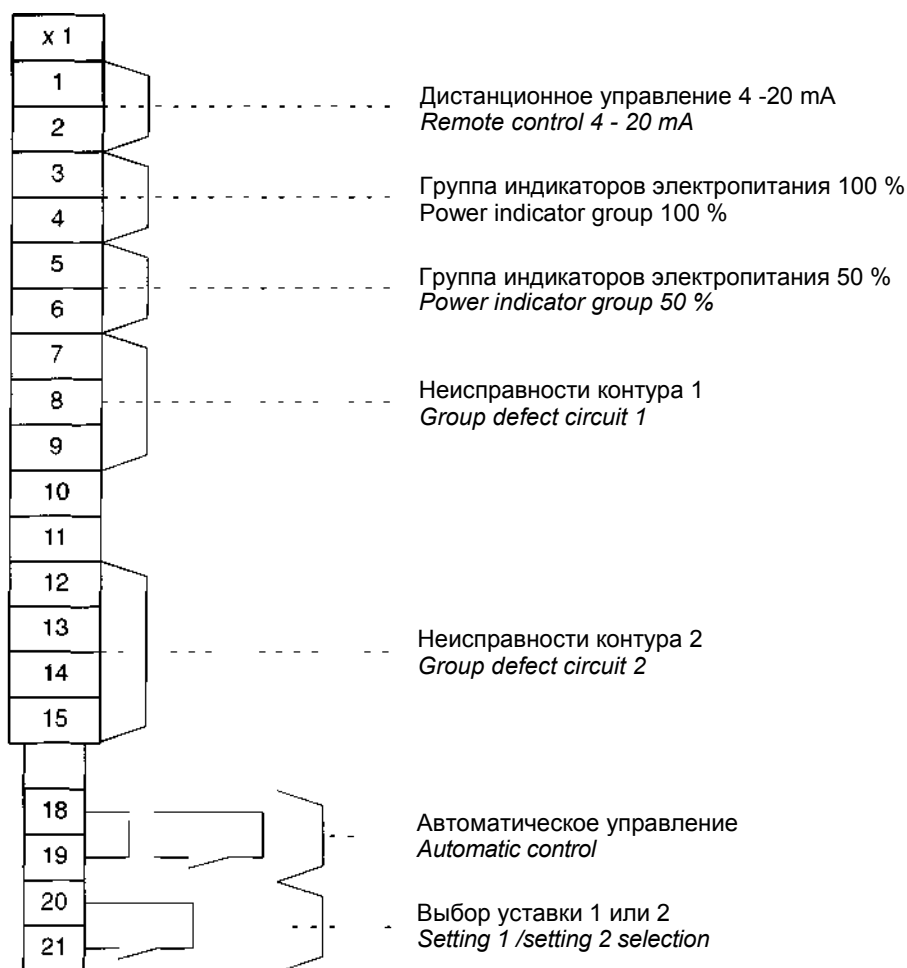 x 1
1
2
Дистанционное управление 4 -20 mA
Remote control 4 - 20 mA
3
4
Группа индикаторов электропитания 100 %
Power indicator group 100 %
5
6
Группа индикаторов электропитания 50 %
Power indicator group 50 %
7
8
9
Неисправности контура 1
Group defect circuit 1
10
11
12
13
14
15
Неисправности контура 2
Group defect circuit 2
18
19
Автоматическое управление
Automatic control
20
21
Выбор уставки 1 или 2
Setting 1 /setting 2 selection